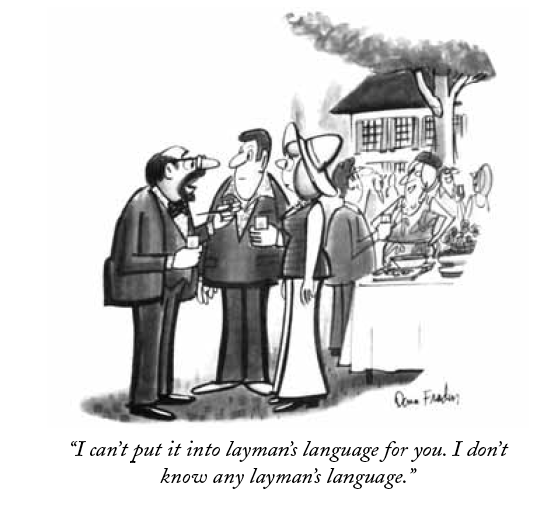 Dana Fradon
“I can’t put it into layman’s language for you. I don’t
know any layman’s language.”